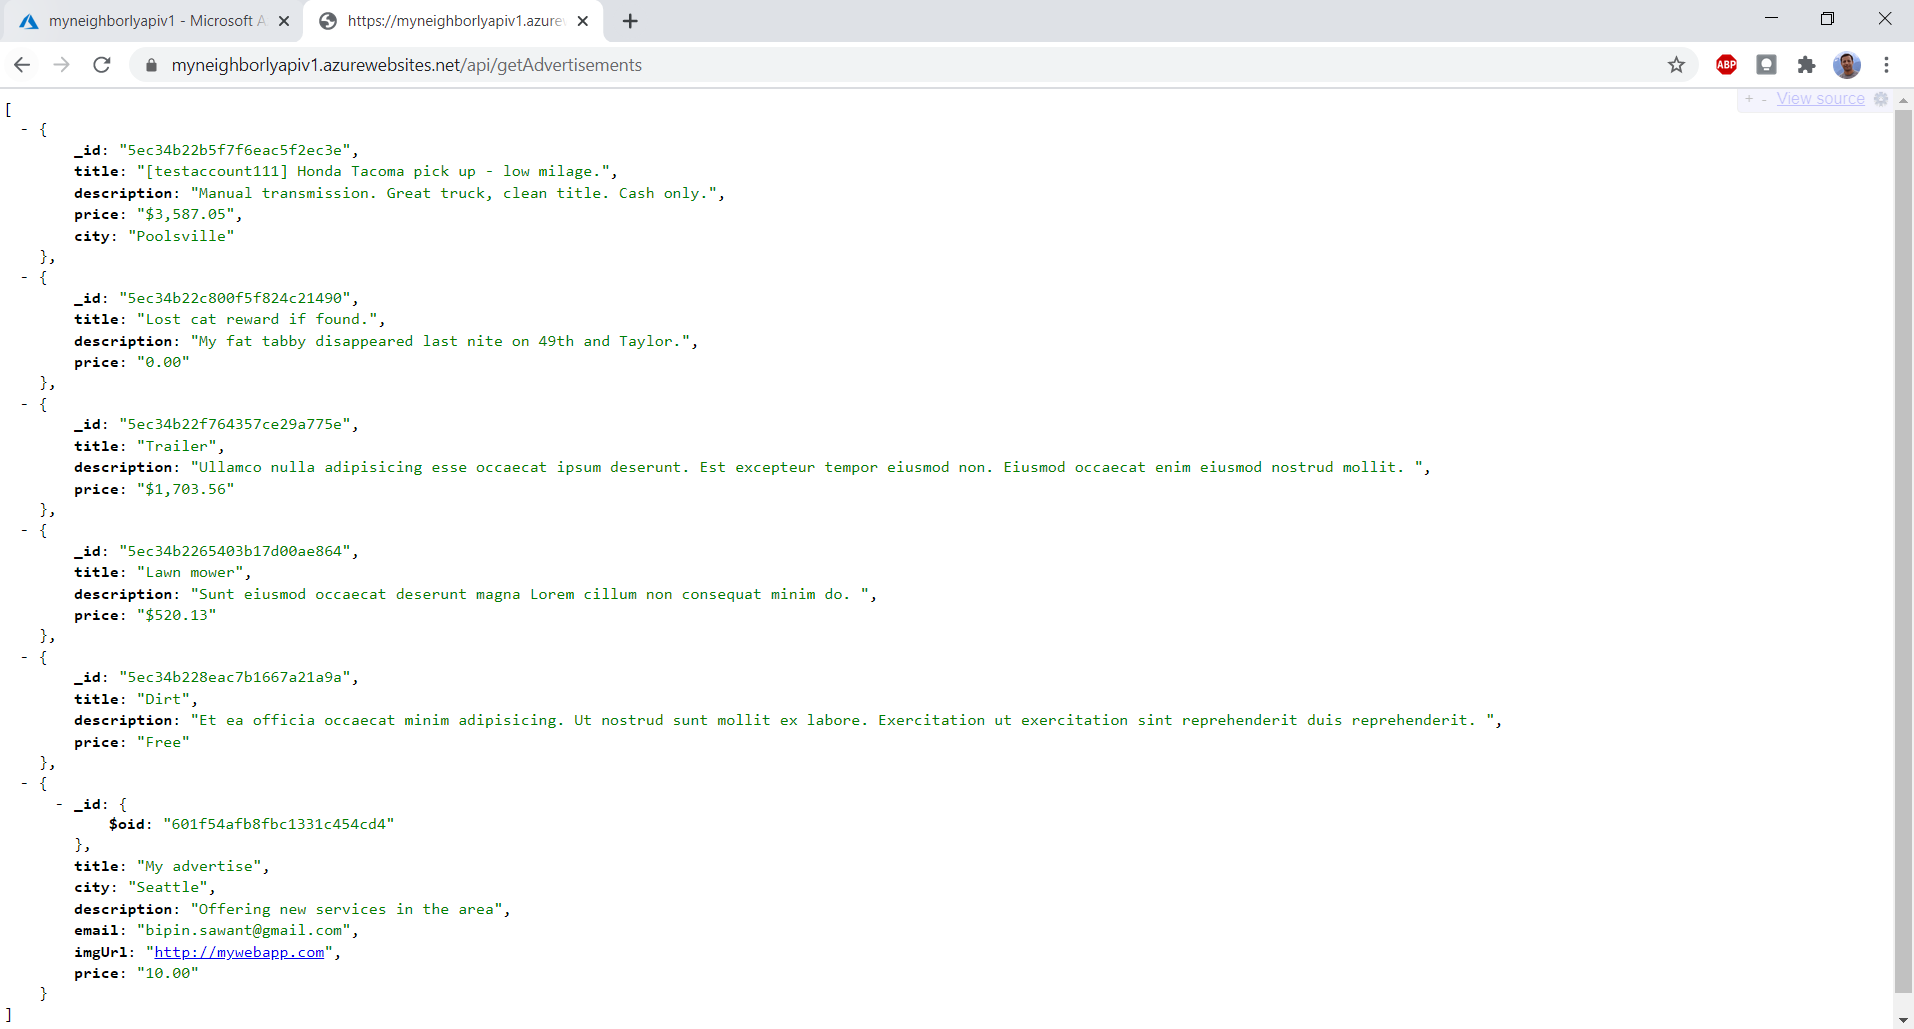 myneighborlyapiv1 - Microsoft A
https://myneighborlyapiv1.azurew
myneighborlyapiv1.azurewebsites.net/api/getAdvertisements
ABP
+ - View source
[
- {
_id: "5ec34b22b5f7f6eac5f2ec3e",
title: "[testaccount111] Honda Tacoma pick up - low milage.",
description: "Manual transmission. Great truck, clean title. Cash only.",
price: "$3,587.05",
city: "Poolsville"
},
- {
_id: "5ec34b22c800f5f824c21490",
title: "Lost cat reward if found.",
description: "My fat tabby disappeared last nite on 49th and Taylor.",
price: "0.00"
},
- {
_id: "5ec34b22f764357ce29a775e",
title: "Trailer",
description: "Ullamco nulla adipisicing esse occaecat ipsum deserunt. Est excepteur tempor eiusmod non. Eiusmod occaecat enim eiusmod nostrud mollit. ",
price: "$1,703.56"
},
- {
_id: "5ec34b2265403b17d00ae864",
title: "Lawn mower",
description: "Sunt eiusmod occaecat deserunt magna Lorem cillum non consequat minim do. ",
price: "$520.13"
},
- {
_id: "5ec34b228eac7b1667a21a9a",
title: "Dirt",
description: "Et ea officia occaecat minim adipisicing. Ut nostrud sunt mollit ex labore. Exercitation ut exercitation sint reprehenderit duis reprehenderit. ",
price: "Free"
},
- {
- _id: {
$oid: "601f54afb8fbc1331c454cd4"
},
title: "My advertise",
city: "Seattle",
description: "Offering new services in the area",
email: "bipin.sawant@gmail.com",
imgUrl: "http://mywebapp.com",
price: "10.00"
}
]